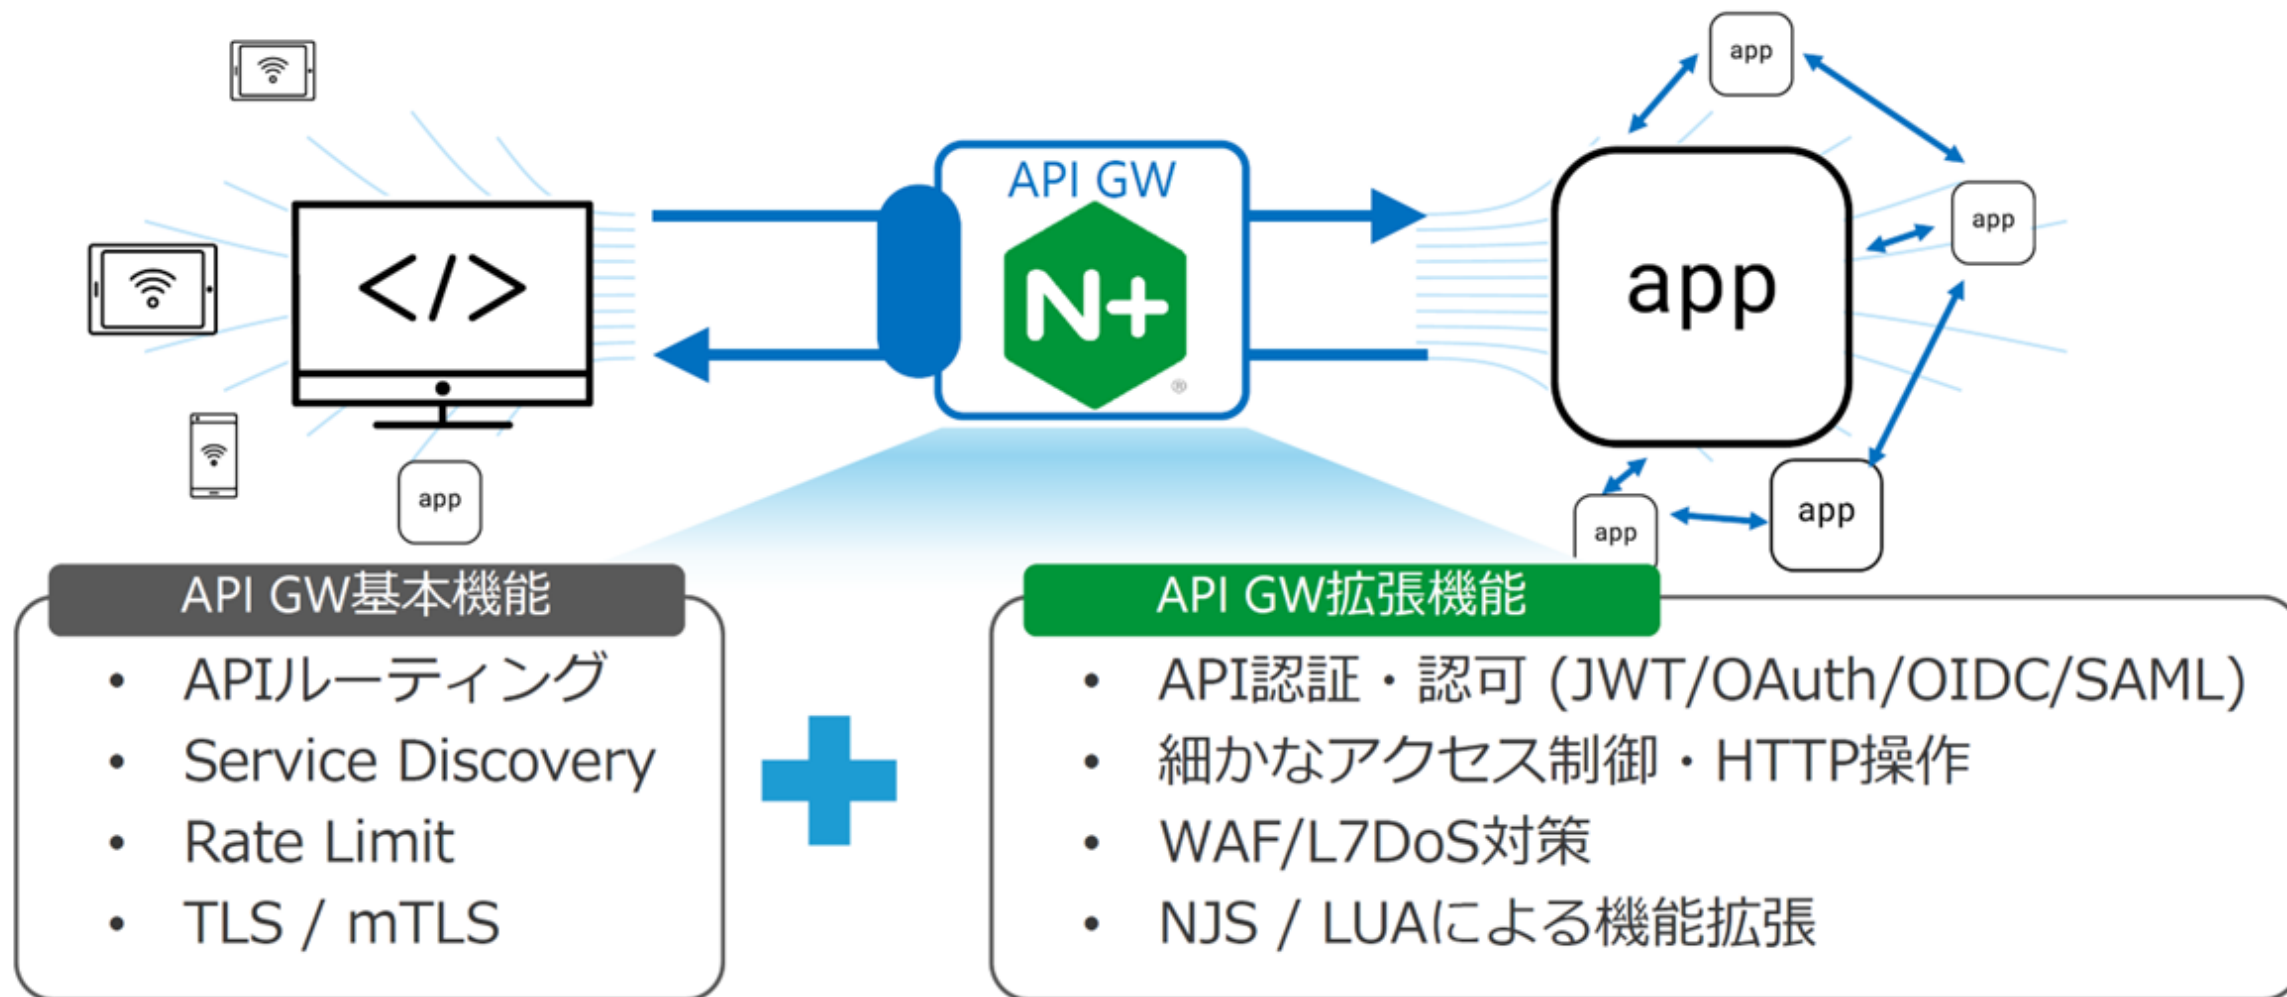 app
API GW
app
N+
®
</>
app
app
app
app
API GW基本機能
• APIルーティング
• Service Discovery
• Rate Limit
• TLS / mTLS
API GW拡張機能
• API認証・認可 (JWT/OAuth/OIDC/SAML)
• 細かなアクセス制御・HTTP操作
• WAF/L7DoS対策
• NJS / LUAによる機能拡張